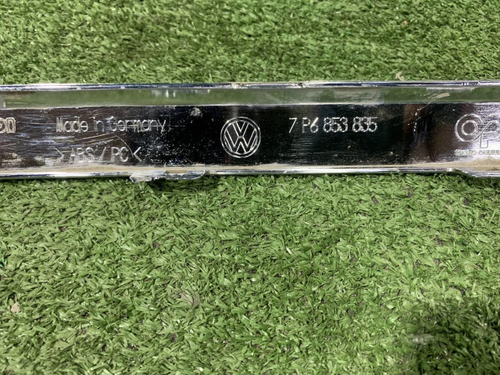 Made in Germany
>ABS/PC<
7P6 853 835